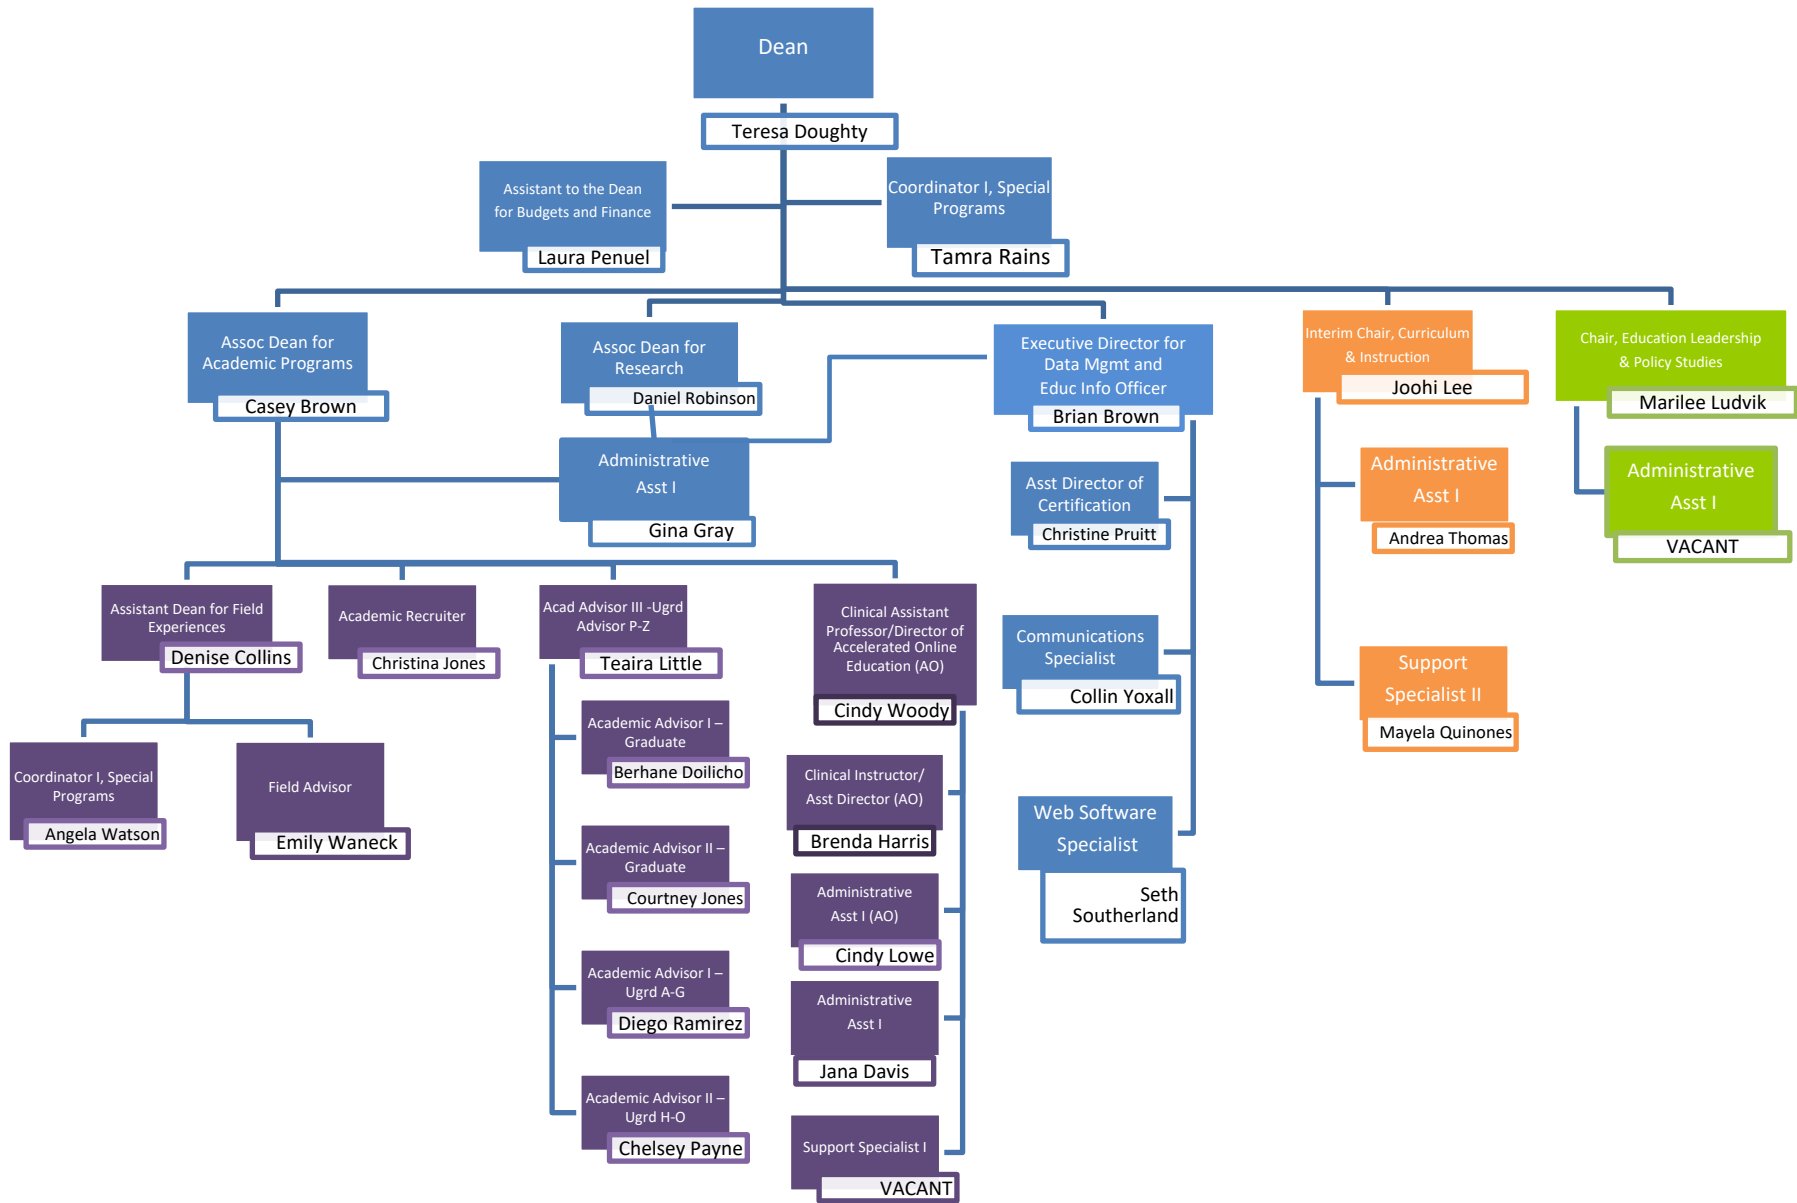 Dean
Teresa Doughty
Assistant to the Dean
for Budgets and Finance
Laura Penuel
Coordinator I, Special
Programs
Tamra Rains
Assoc Dean for
Academic Programs
Casey Brown
Assoc Dean for
Research
Daniel Robinson
Executive Director for
Data Mgmt and
Educ Info Officer
Brian Brown
Interim Chair, Curriculum
& Instruction
Joohi Lee
Chair, Education Leadership
& Policy Studies
Marilee Ludvik
Administrative
Asst I
Gina Gray
Asst Director of
Certification
Christine Pruitt
Administrative
Asst I
Andrea Thomas
Administrative
Asst I
VACANT
Assistant Dean for Field
Experiences
Denise Collins
Academic Recruiter
Christina Jones
Acad Advisor III -Ugrd
Advisor P-Z
Teaira Little
Clinical Assistant
Professor/Director of
Accelerated Online
Education (AO)
Cindy Woody
Communications
Specialist
Collin Yoxall
Support
Specialist II
Mayela Quinones
Coordinator I, Special
Programs
Angela Watson
Field Advisor
Emily Waneck
Academic Advisor I –
Graduate
Berhane Doilicho
Clinical Instructor/
Asst Director (AO)
Brenda Harris
Web Software
Specialist
Seth
Southerland
Academic Advisor II –
Graduate
Courtney Jones
Administrative
Asst I (AO)
Cindy Lowe
Academic Advisor I –
Ugrd A-G
Diego Ramirez
Administrative
Asst I
Jana Davis
Academic Advisor II –
Ugrd H-O
Chelsey Payne
Support Specialist I
VACANT